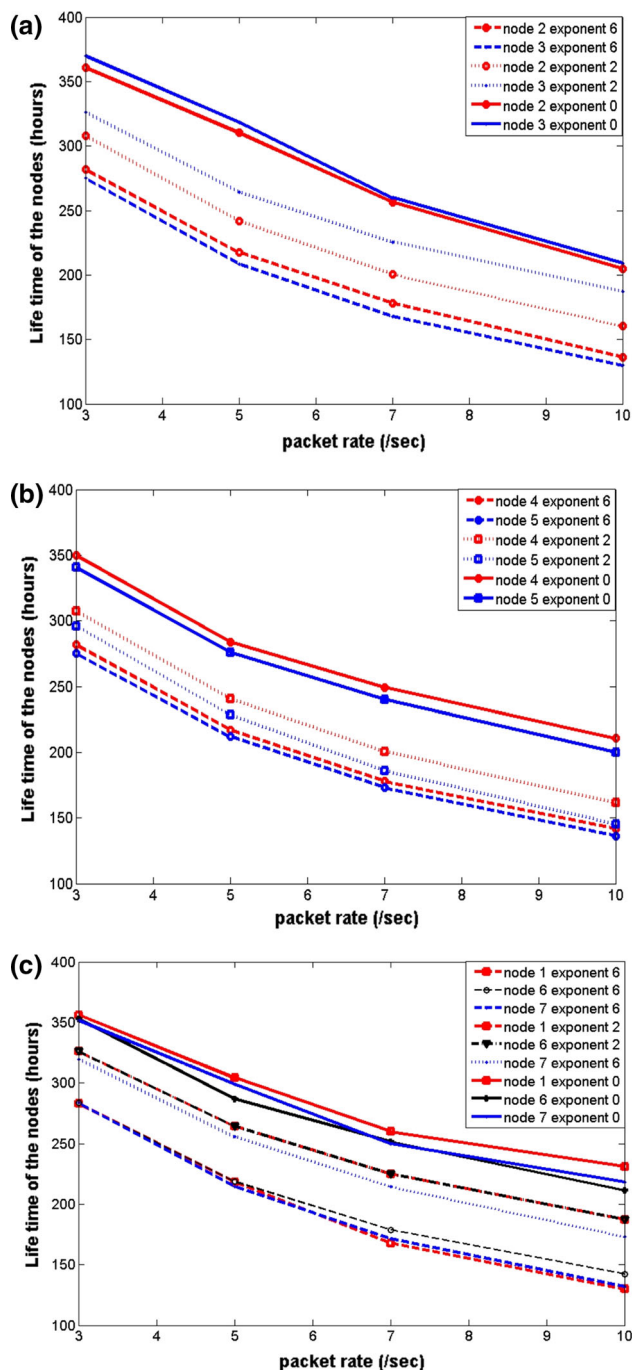 (a)
400
350
300
250
200
150
100
Life time of the nodes (hours)
node 2 exponent 6
node 3 exponent 6
node 2 exponent 2
node 3 exponent 2
node 2 exponent 0
node 3 exponent 0
3 4 5 6 7 8 9 10
packet rate (/sec)
(b)
400
350
300
250
200
150
100
Life time of the nodes (hours)
node 4 exponent 6
node 5 exponent 6
node 4 exponent 2
node 5 exponent 2
node 4 exponent 0
node 5 exponent 0
3 4 5 6 7 8 9 10
packet rate (/sec)
(c)
400
350
300
250
200
150
100
Life time of the nodes (hours)
node 1 exponent 6
node 6 exponent 6
node 7 exponent 6
node 1 exponent 2
node 6 exponent 2
node 7 exponent 6
node 1 exponent 0
node 6 exponent 0
node 7 exponent 0
3 4 5 6 7 8 9 10
packet rate (/sec)